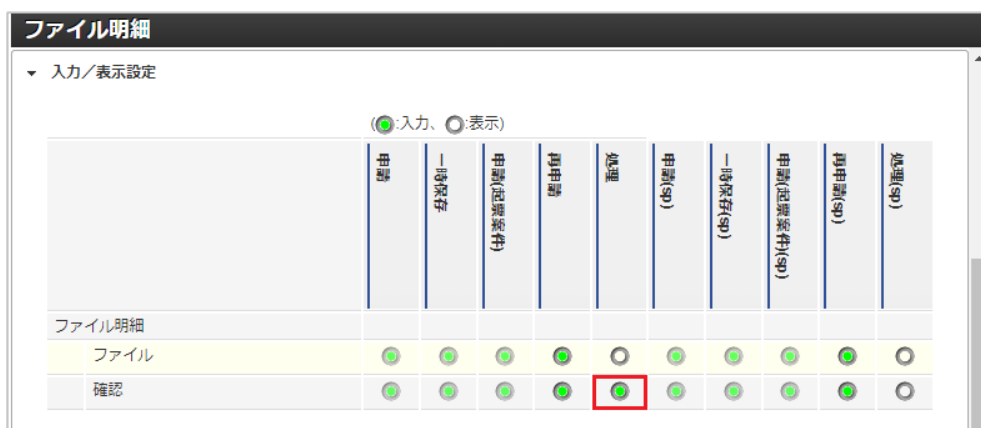 ファイル明細
入力／表示設定
(●:入力、○:表示)
申請
一時保存
申請(起票案件)
再申請
処理
申請(sp)
一時保存(sp)
申請(起票案件)(sp)
再申請(sp)
処理(sp)
ファイル明細
ファイル
確認